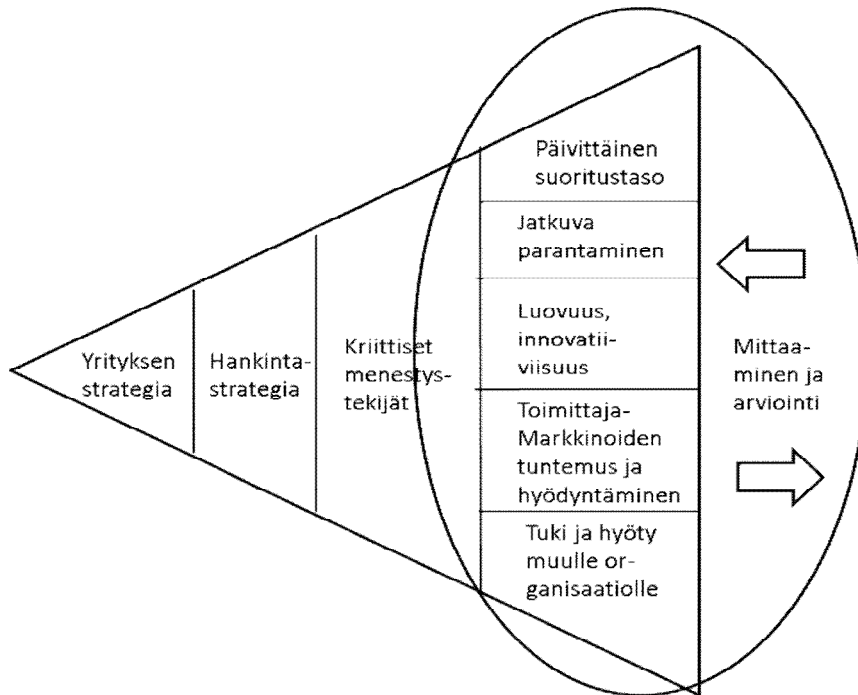 Yrityksen
strategia
Hankinta-
strategia
Kriittiset
menestys-
tekijät
Päivittäinen
suoritustaso
Jatkuva
parantaminen
Luovuus,
innovatii-
viisuus
Toimittaja-
Markkinoiden
tuntemus ja
hyödyntäminen
Tuki ja hyöty
muulle or-
ganisaatiolle
Mittaa-
minen ja
arviointi